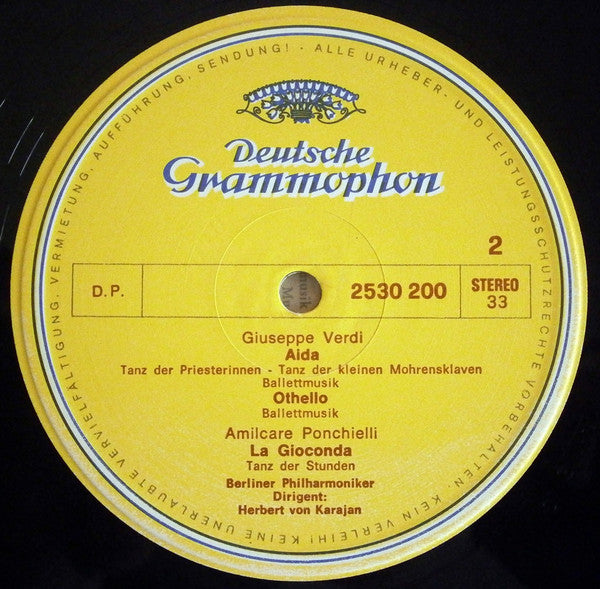 ALLE URHEBER- UND LEISTUNGSSCHUTZRECHTE VORBEHALTEN. KEIN VERLEIH! KEINE UNERLAUBTE VERVIELFÄLTIGUNG, VERMIETUNG, AUFFÜHRUNG, SENDUNG! ·
Deutsche
Grammophon
2
D.P.
2530 200
STEREO
33
Giuseppe Verdi
Aida
Tanz der Priesterinnen - Tanz der kleinen Mohrensklaven
Ballettmusik
Othello
Ballettmusik
Amilcare Ponchielli
La Gioconda
Tanz der Stunden
Berliner Philharmoniker
Dirigent:
Herbert von Karajan